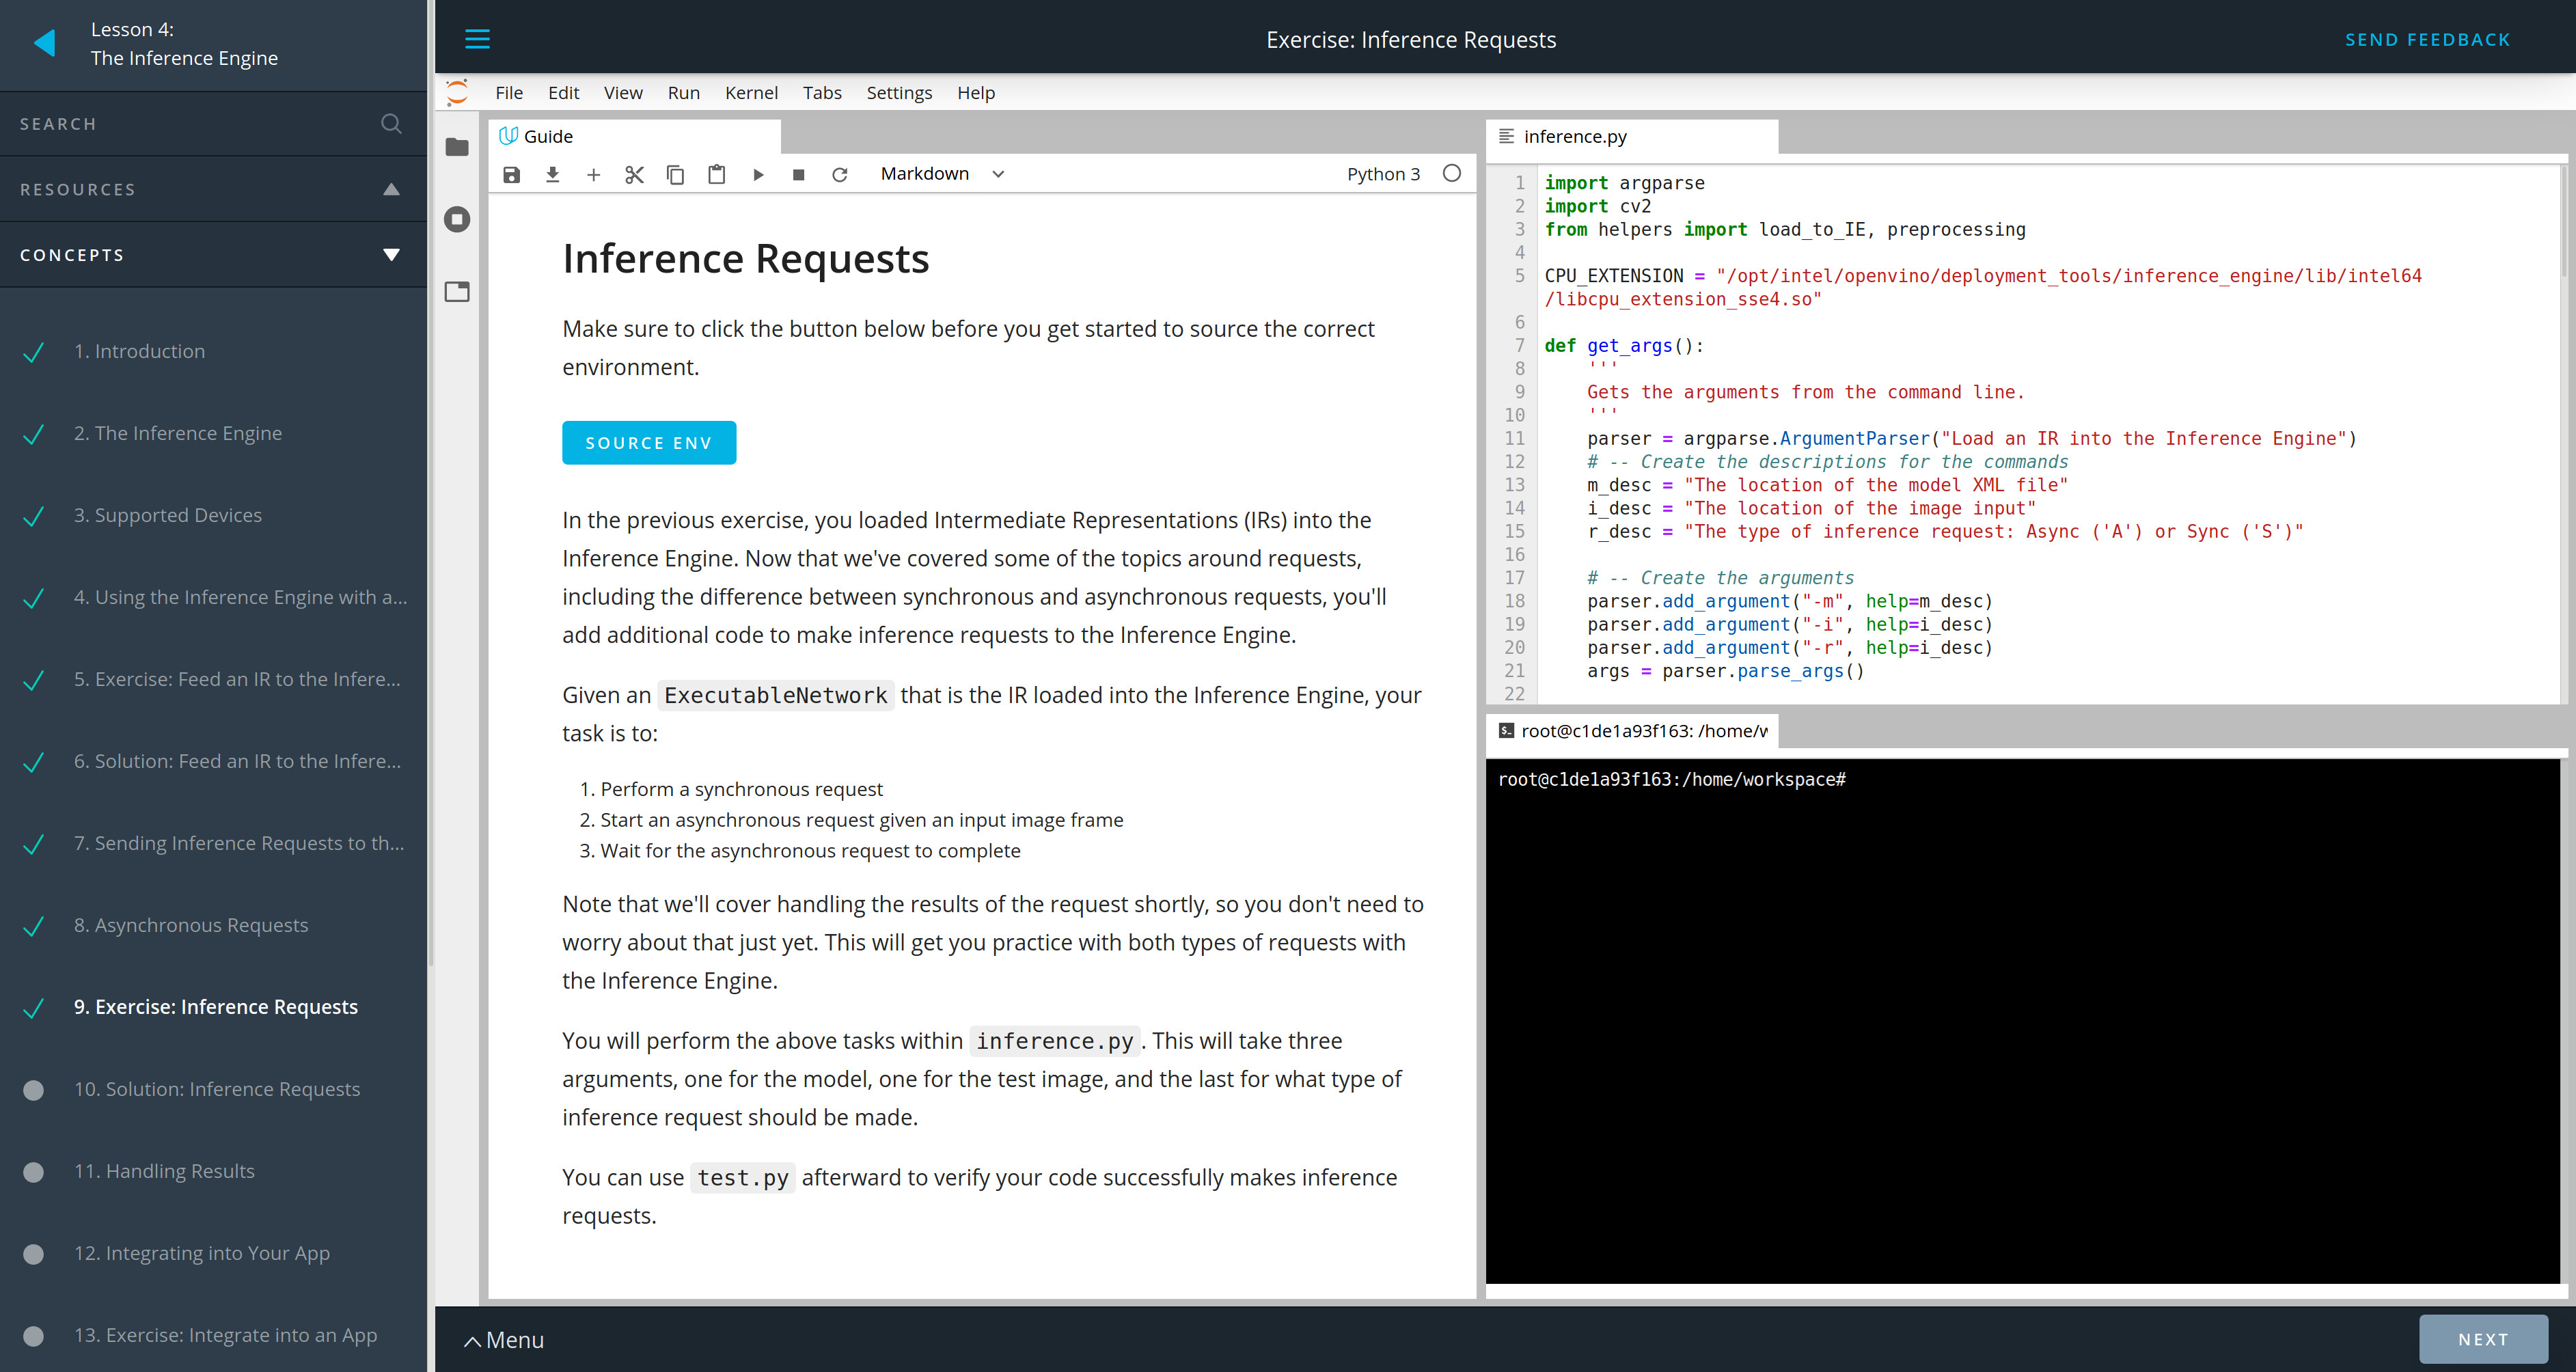 Lesson 4:
The Inference Engine
SEARCH
RESOURCES
CONCEPTS
1. Introduction
2. The Inference Engine
3. Supported Devices
4. Using the Inference Engine with a...
5. Exercise: Feed an IR to the Infere...
6. Solution: Feed an IR to the Infere...
7. Sending Inference Requests to th...
8. Asynchronous Requests
9. Exercise: Inference Requests
10. Solution: Inference Requests
11. Handling Results
12. Integrating into Your App
13. Exercise: Integrate into an App
Exercise: Inference Requests
SEND FEEDBACK
File Edit View Run Kernel Tabs Settings Help
Guide
Markdown
Python 3
Inference Requests
Make sure to click the button below before you get started to source the correct
environment.
SOURCE ENV
In the previous exercise, you loaded Intermediate Representations (IRs) into the
Inference Engine. Now that we've covered some of the topics around requests,
including the difference between synchronous and asynchronous requests, you'll
add additional code to make inference requests to the Inference Engine.
Given an ExecutableNetwork that is the IR loaded into the Inference Engine, your
task is to:
1. Perform a synchronous request
2. Start an asynchronous request given an input image frame
3. Wait for the asynchronous request to complete
Note that we'll cover handling the results of the request shortly, so you don't need to
worry about that just yet. This will get you practice with both types of requests with
the Inference Engine.
You will perform the above tasks within inference.py. This will take three
arguments, one for the model, one for the test image, and the last for what type of
inference request should be made.
You can use test.py afterward to verify your code successfully makes inference
requests.
inference.py
1 import argparse
2 import cv2
3 from helpers import load_to_IE, preprocessing
4
5 CPU_EXTENSION = "/opt/intel/openvino/deployment_tools/inference_engine/lib/intel64
/libcpu_extension_sse4.so"
6
7 def get_args():
8     '''
9     Gets the arguments from the command line.
10     '''
11     parser = argparse.ArgumentParser("Load an IR into the Inference Engine")
12     # -- Create the descriptions for the commands
13     m_desc = "The location of the model XML file"
14     i_desc = "The location of the image input"
15     r_desc = "The type of inference request: Async ('A') or Sync ('S')"
16
17     # -- Create the arguments
18     parser.add_argument("-m", help=m_desc)
19     parser.add_argument("-i", help=i_desc)
20     parser.add_argument("-r", help=i_desc)
21     args = parser.parse_args()
22
root@c1de1a93f163: /home/w
root@c1de1a93f163:/home/workspace#
Menu
NEXT